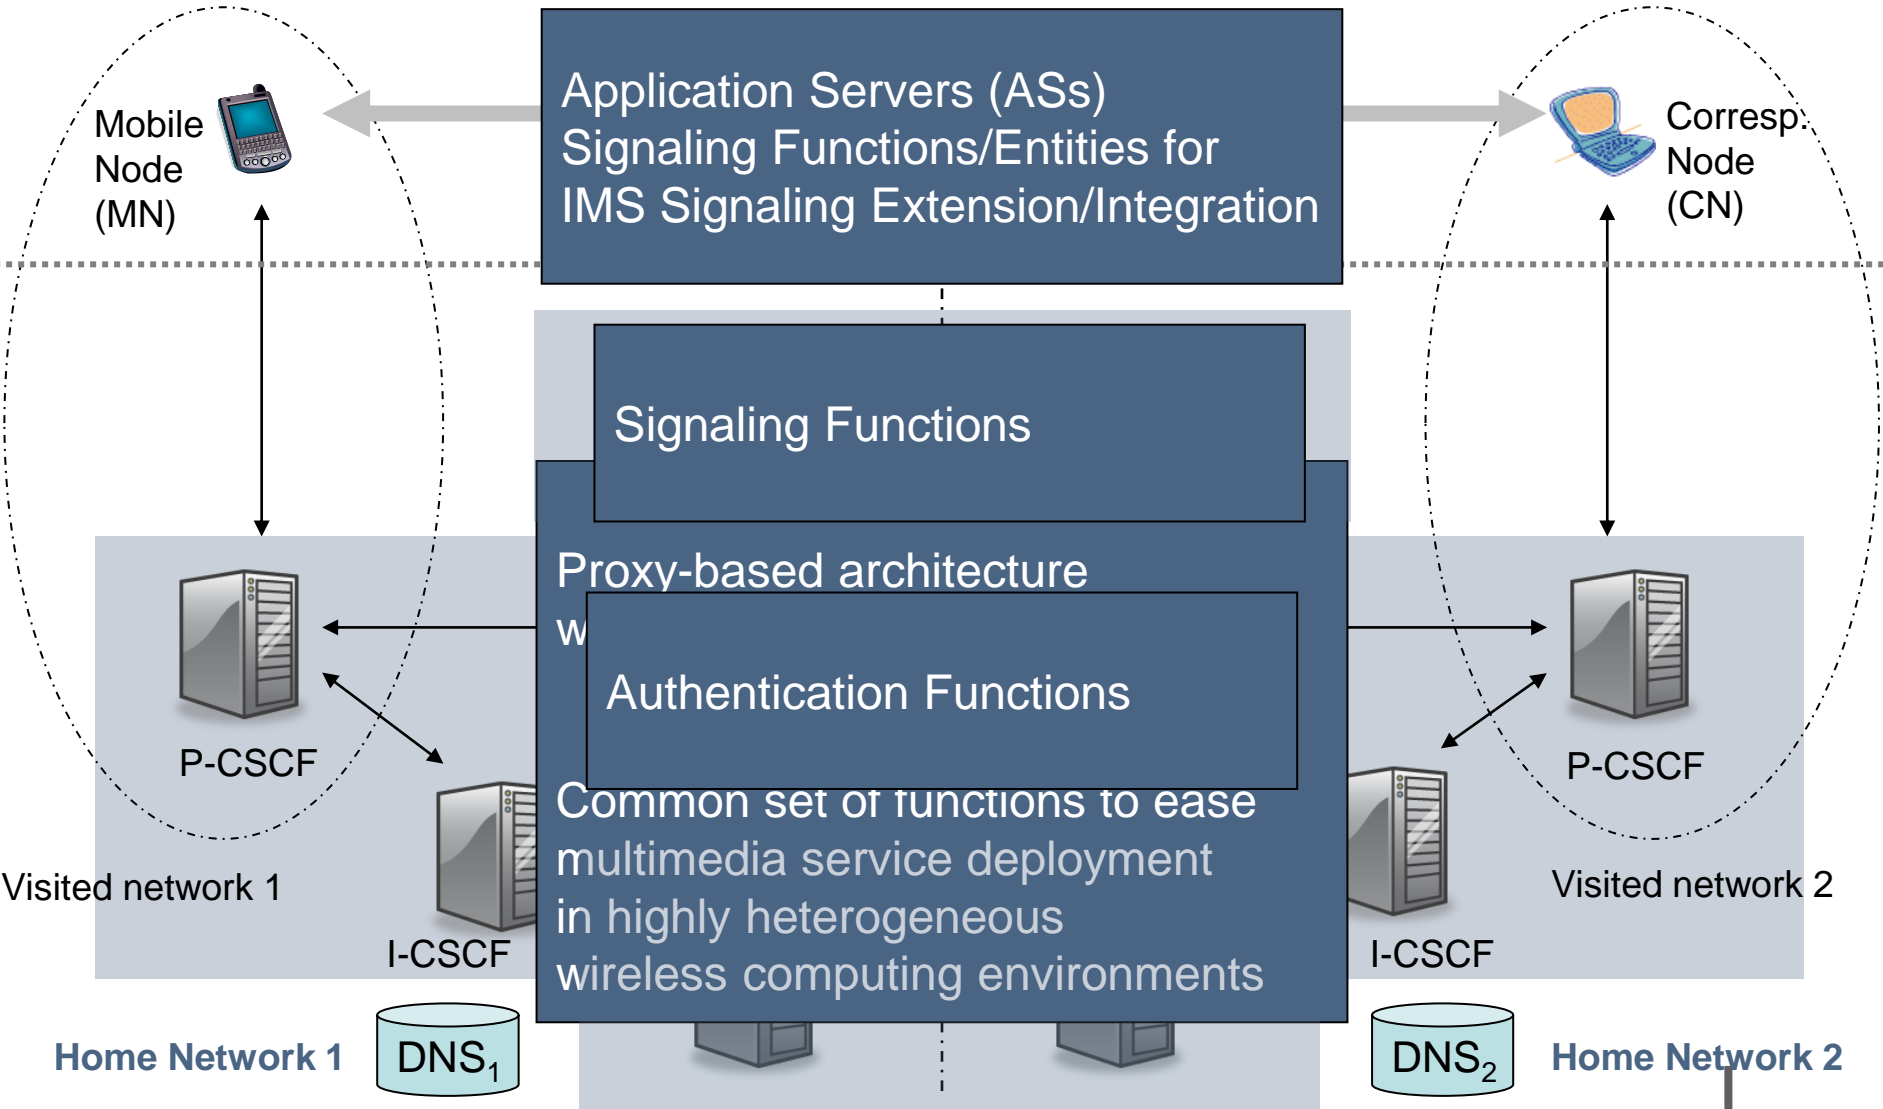 Application Servers (ASs)
Signaling Functions/Entities for
IMS Signaling Extension/Integration
Mobile
Node
(MN)
Corresp.
Node
(CN)
Signaling Functions
Proxy-based architecture
Authentication Functions
Common set of functions to ease
multimedia service deployment
in highly heterogeneous
wireless computing environments
P-CSCF
P-CSCF
Visited network 1
Visited network 2
I-CSCF
I-CSCF
Home Network 1
DNS1
DNS2
Home Network 2